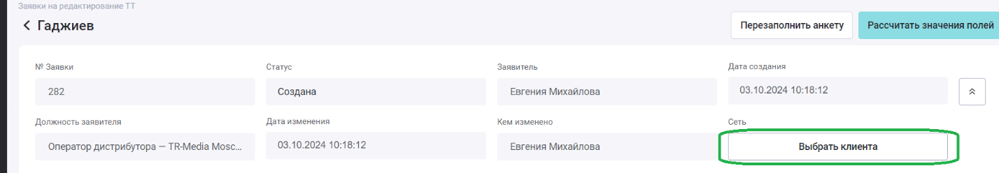 Заявки на редактирование ТТ
Гаджиев
Перезаполнить анкету
Рассчитать значения полей
№ Заявки
Статус
Заявитель
Дата создания
282
Создана
Евгения Михайлова
03.10.2024 10:18:12
Должность заявителя
Дата изменения
Кем изменено
Сеть
Оператор дистрибутора — TR-Media Mosc...
03.10.2024 10:18:12
Евгения Михайлова
Выбрать клиента